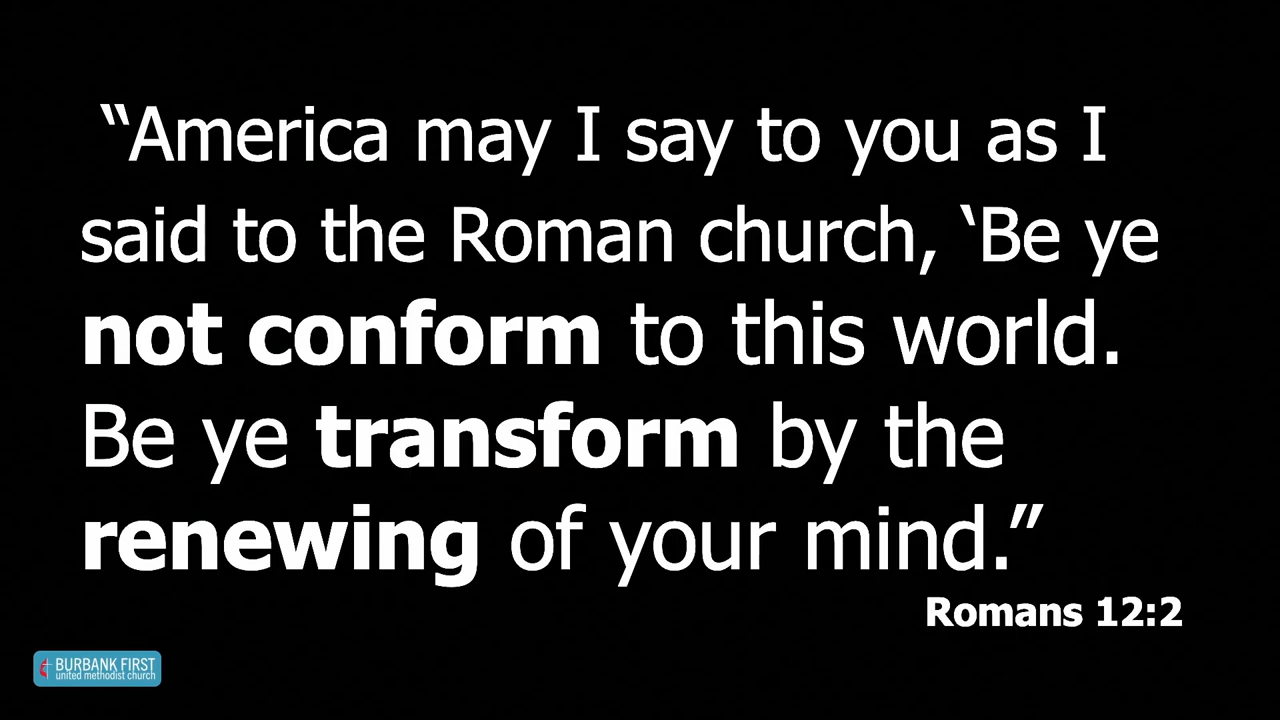 “America may I say to you as I
said to the Roman church, ‘Be ye
not conform to this world.
Be ye transform by the
renewing of your mind.”
Romans 12:2
BURBANK FIRST
united methodist church